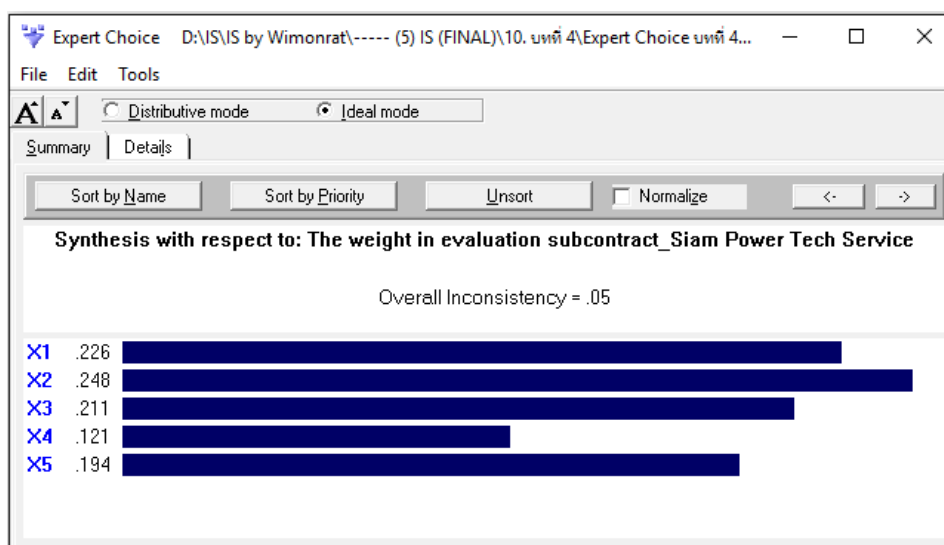 Expert Choice D:\IS\IS by Wimonrat\----- (5) IS (FINAL)\10. บทที่ 4\Expert Choice บทที่ 4...
File Edit Tools
A A Distributive mode Ideal mode
Summary Details
Sort by Name Sort by Priority Unsort Normalize <- ->
Synthesis with respect to: The weight in evaluation subcontract_Siam Power Tech Service
Overall Inconsistency = .05
X1 .226
X2 .248
X3 .211
X4 .121
X5 .194